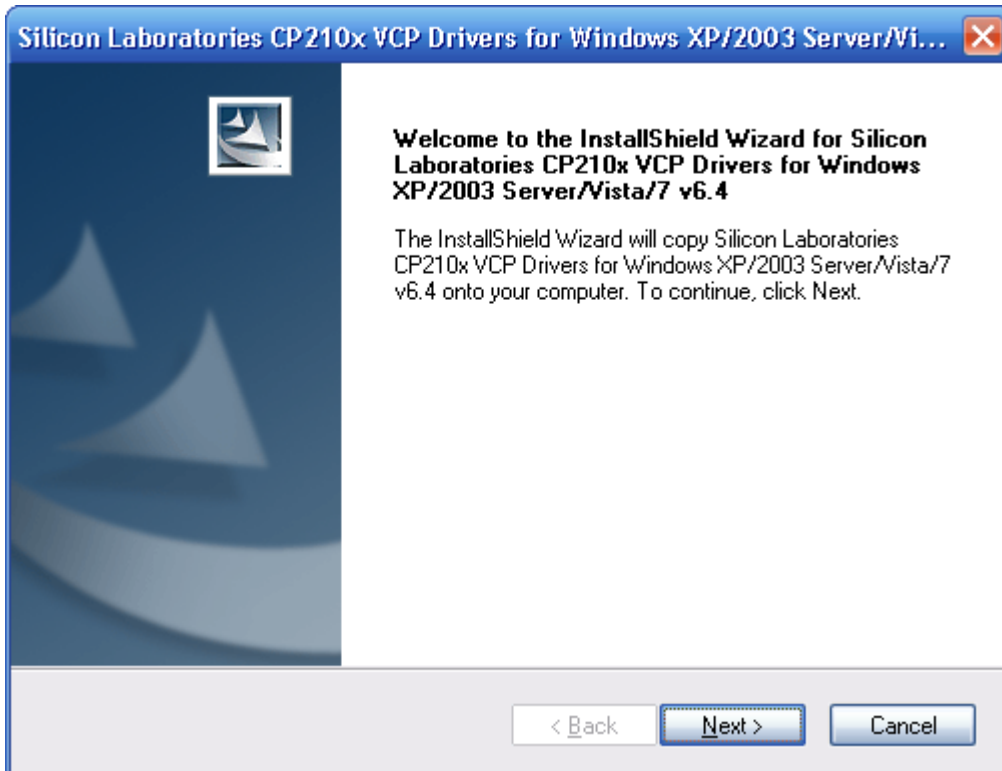 Silicon Laboratories CP210x VCP Drivers for Windows XP/2003 Server/Vi...
Welcome to the InstallShield Wizard for Silicon
Laboratories CP210x VCP Drivers for Windows
XP/2003 Server/Vista/7 v6.4
The InstallShield Wizard will copy Silicon Laboratories
CP210x VCP Drivers for Windows XP/2003 Server/Vista/7
v6.4 onto your computer. To continue, click Next.
< Back
Next >
Cancel